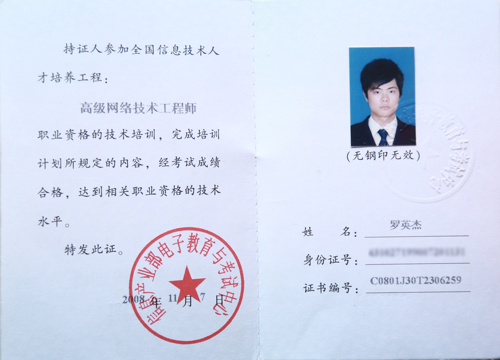 持证人参加全国信息技术人
才培养工程：
高级网络技术工程师
职业资格的技术培训，完成培训
计划所规定的内容，经考试成绩
合格，达到相关职业资格的技术
水平。
特发此证。
信息产业部电子教育与考试中心
2008 年 11 月 7 日
(无钢印无效)
姓 名： 罗英杰
身份证号：
证书编号： C0801J30T2306259